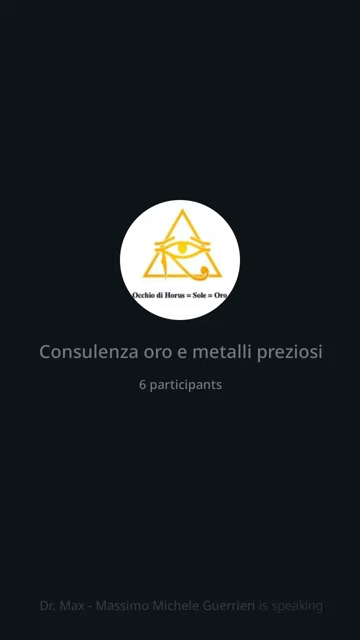 Occhio di Horus = Sole = Oro
Consulenza oro e metalli preziosi
6 participants
Dr. Max - Massimo Michele Guerrieri is speaking